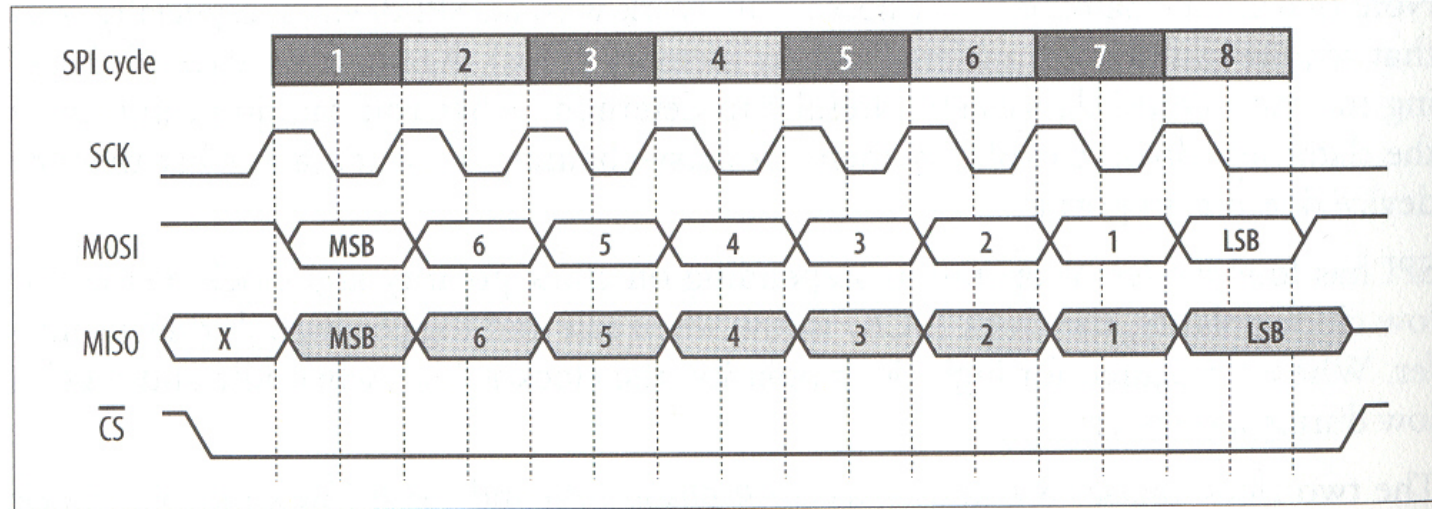 SPI cycle 1 2 3 4 5 6 7 8
SCK
MOSI MSB 6 5 4 3 2 1 LSB
MISO X MSB 6 5 4 3 2 1 LSB
CS